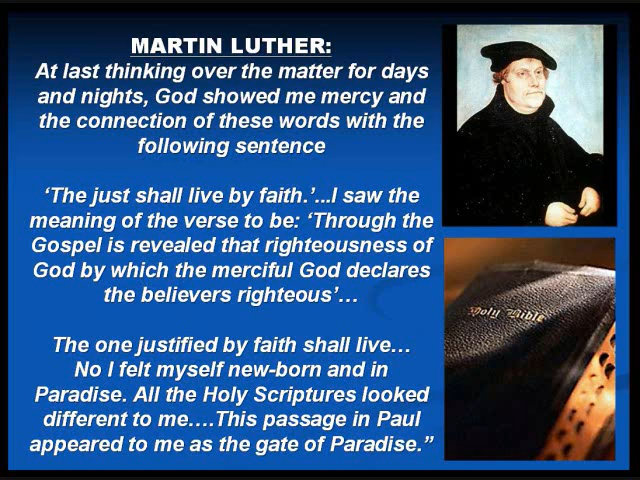 MARTIN LUTHER:
At last thinking over the matter for days
and nights, God showed me mercy and
the connection of these words with the
following sentence
‘The just shall live by faith.’...I saw the
meaning of the verse to be: ‘Through the
Gospel is revealed that righteousness of
God by which the merciful God declares
the believers righteous’…
The one justified by faith shall live…
No I felt myself new-born and in
Paradise. All the Holy Scriptures looked
different to me….This passage in Paul
appeared to me as the gate of Paradise.”
Holy Bible